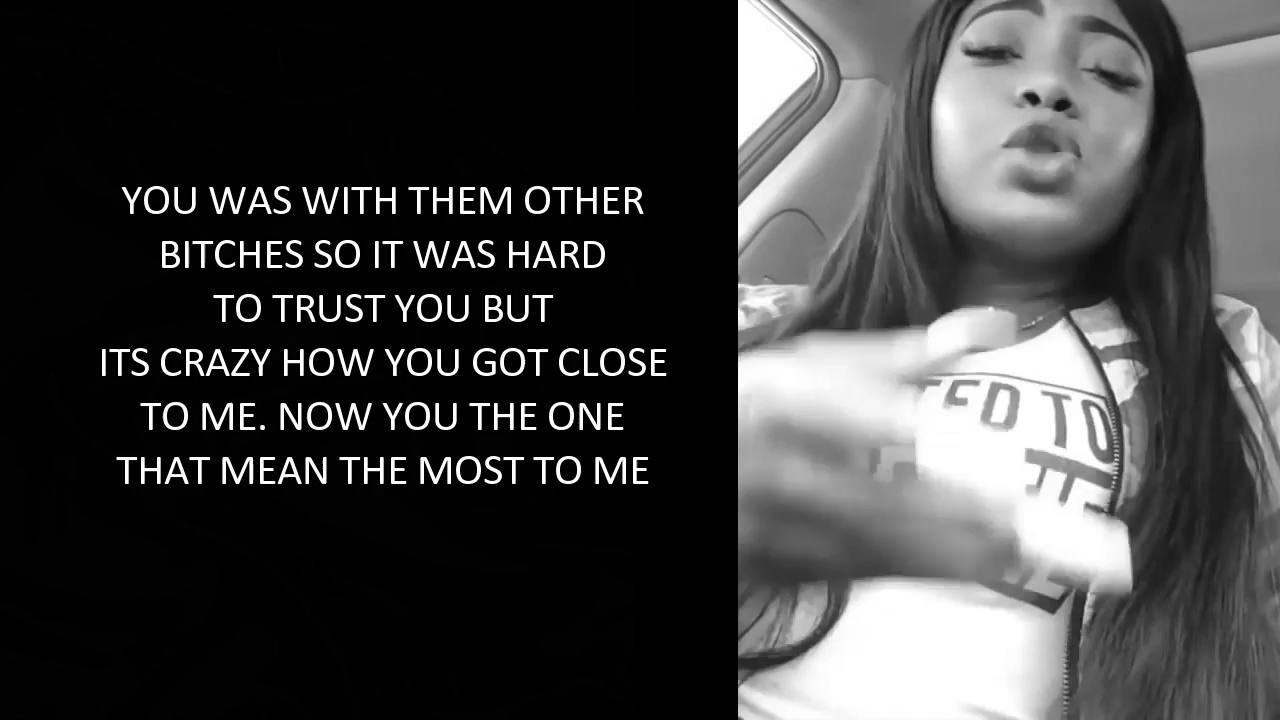 YOU WAS WITH THEM OTHER
BITCHES SO IT WAS HARD
TO TRUST YOU BUT
ITS CRAZY HOW YOU GOT CLOSE
TO ME. NOW YOU THE ONE
THAT MEAN THE MOST TO ME
TO